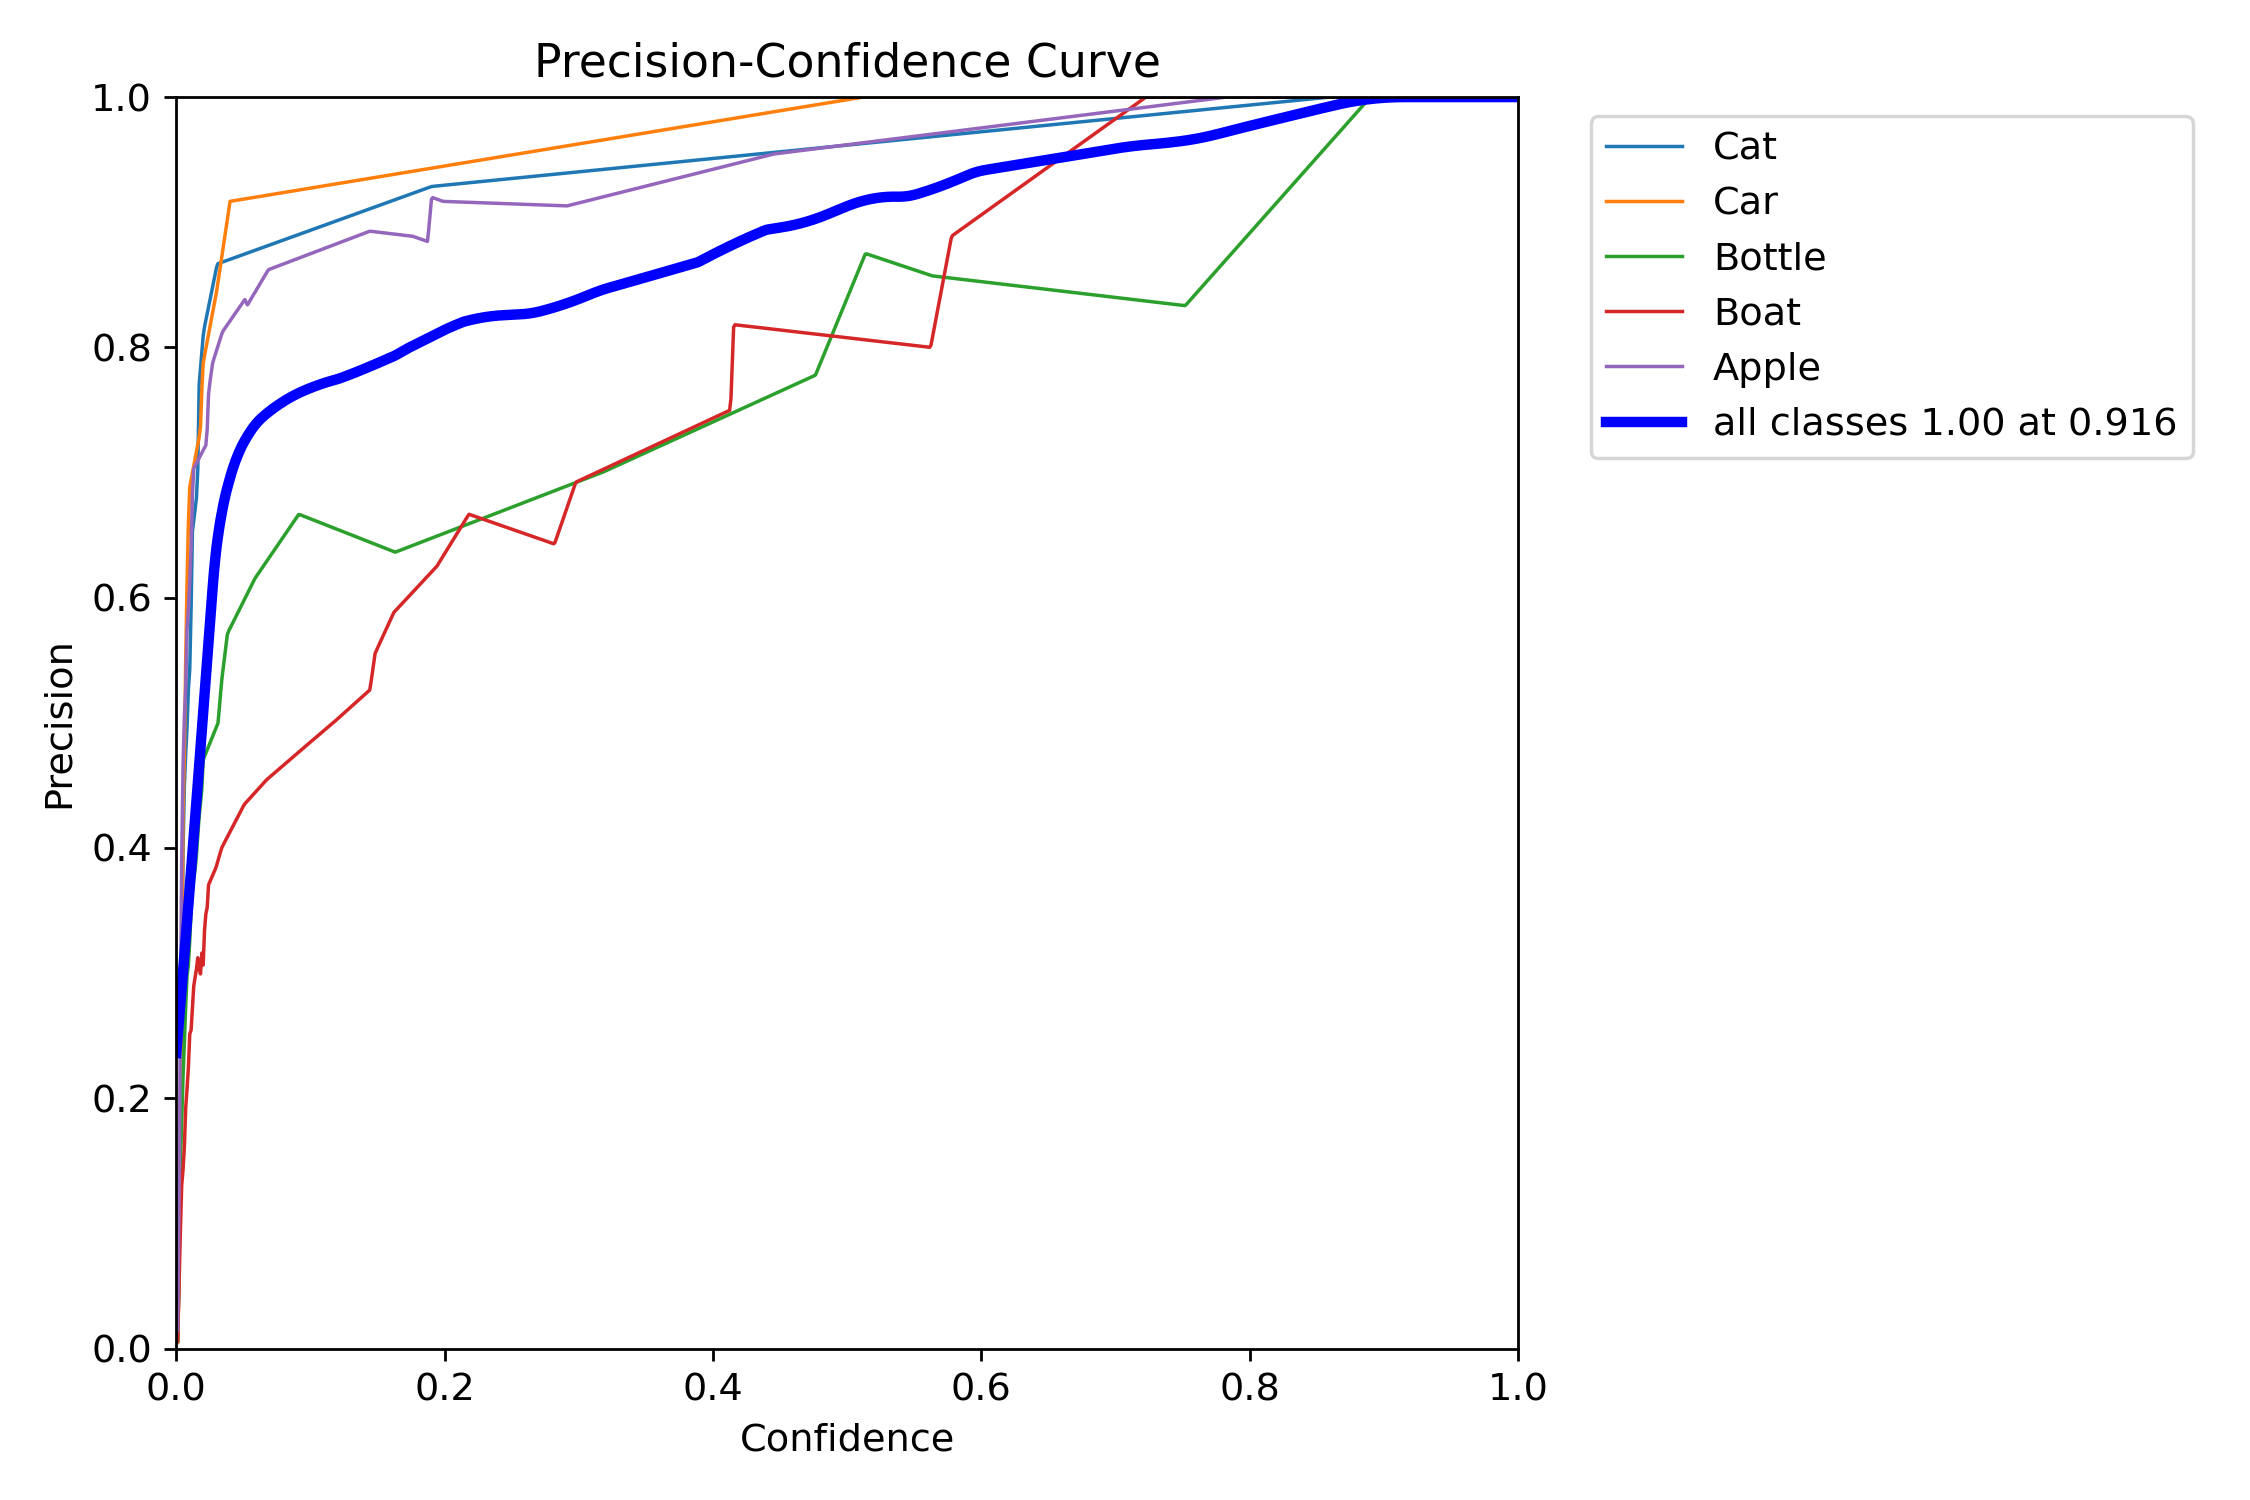 Precision-Confidence Curve
1.0
0.8
0.6
0.4
0.2
0.0
Precision
0.0 0.2 0.4 0.6 0.8 1.0
Confidence
Cat
Car
Bottle
Boat
Apple
all classes 1.00 at 0.916